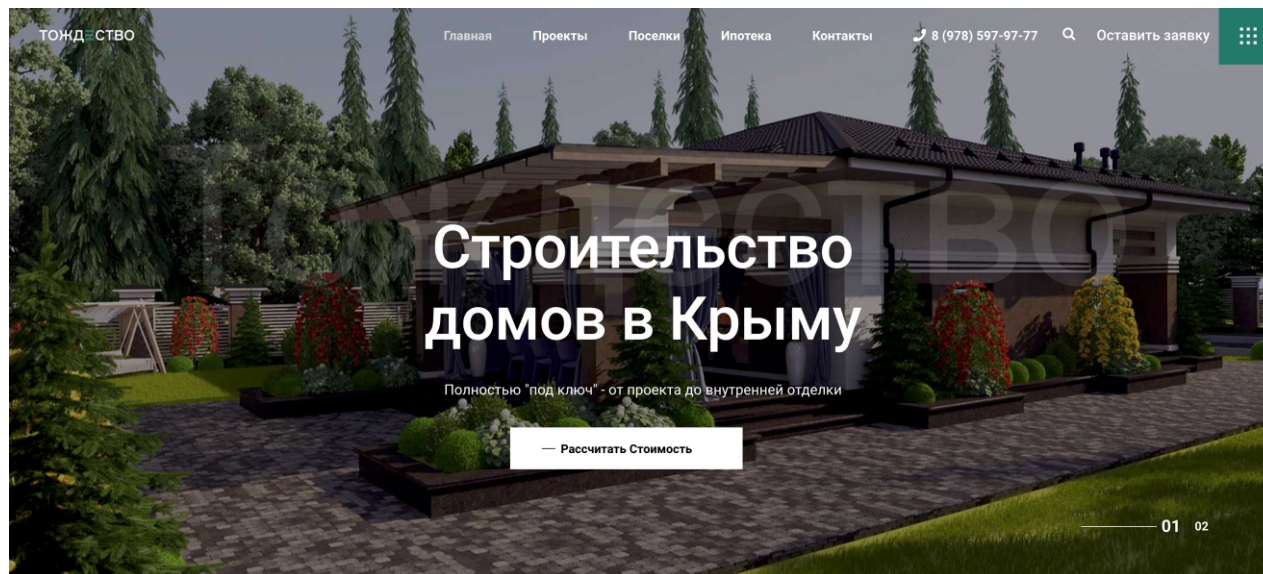 ТОЖДЕСТВО
Главная
Проекты
Поселки
Ипотека
Контакты
8 (978) 597-97-77
Оставить заявку
Тождество
Строительство
домов в Крыму
Полностью "под ключ" - от проекта до внутренней отделки
— Рассчитать Стоимость
01 02